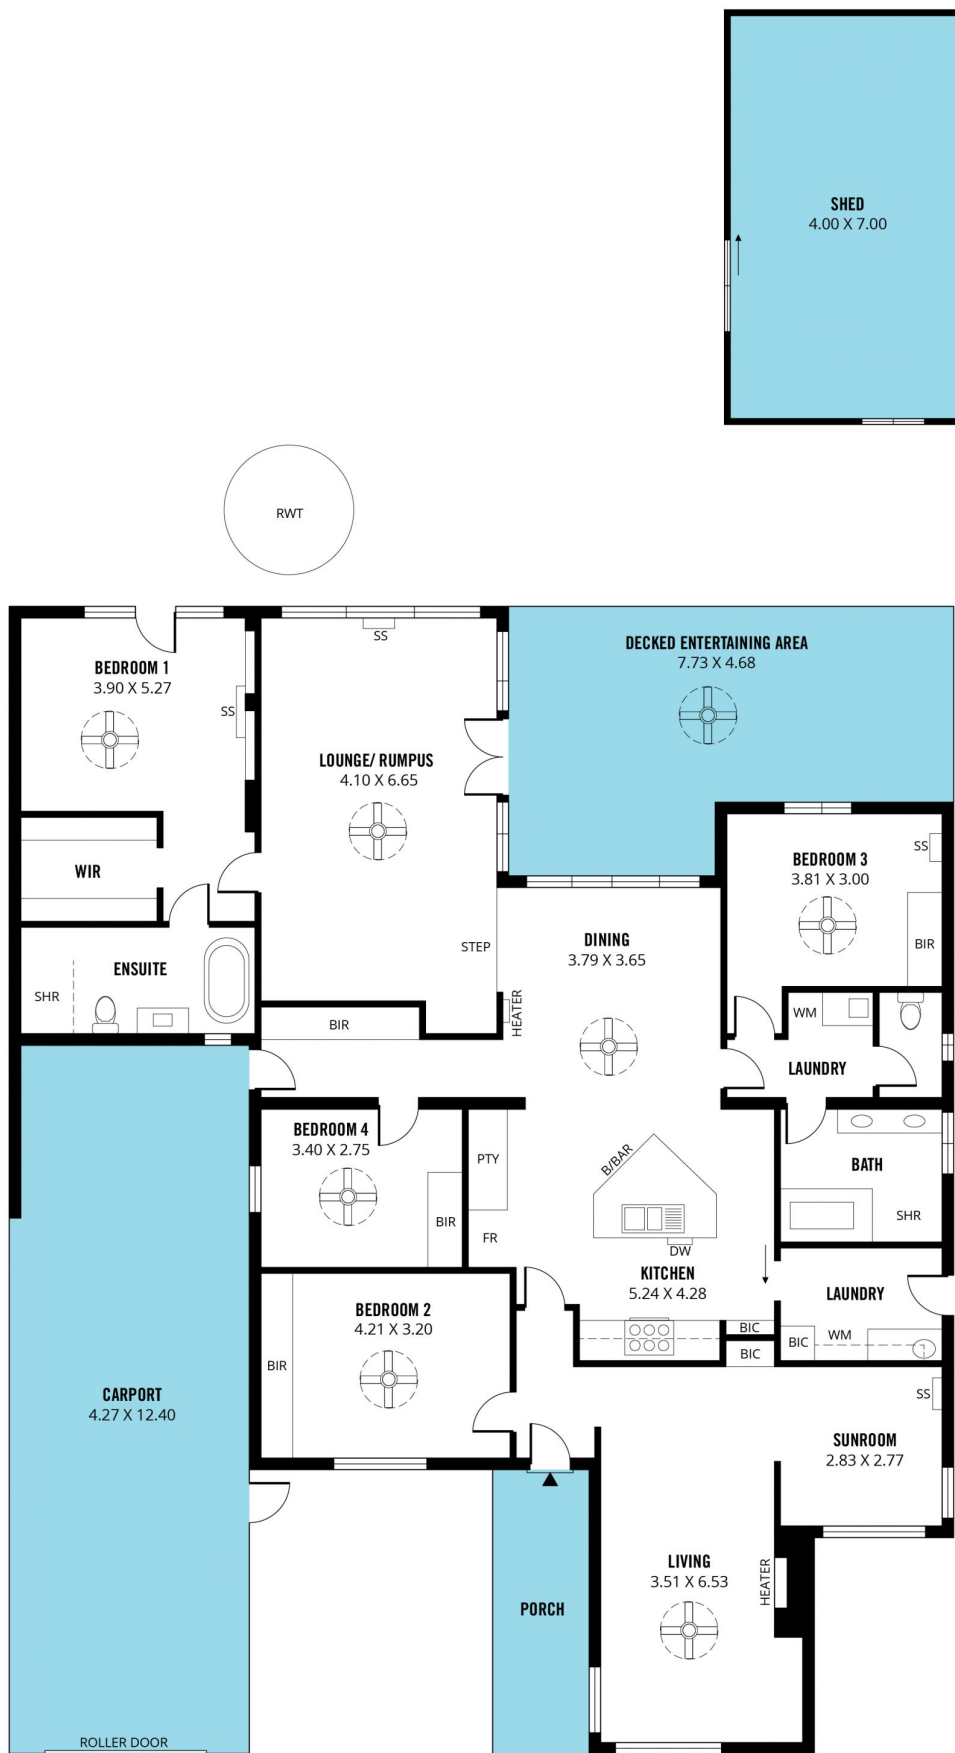 SHED
4.00 X 7.00
RWT
SS
DECKED ENTERTAINING AREA
7.73 X 4.68
BEDROOM 1
3.90 X 5.27
SS
LOUNGE/ RUMPUS
4.10 X 6.65
WIR
BEDROOM 3
3.81 X 3.00
SS
BIR
STEP
DINING
3.79 X 3.65
ENSUITE
SHR
HEATER
BIR
WM
LAUNDRY
BEDROOM 4
3.40 X 2.75
BIR
PTY
FR
B/BAR
DW
KITCHEN
5.24 X 4.28
BATH
SHR
LAUNDRY
BIC
WM
BIC
BIC
BEDROOM 2
4.21 X 3.20
BIR
CARPORT
4.27 X 12.40
SS
SUNROOM
2.83 X 2.77
LIVING
3.51 X 6.53
HEATER
PORCH
ROLLER DOOR